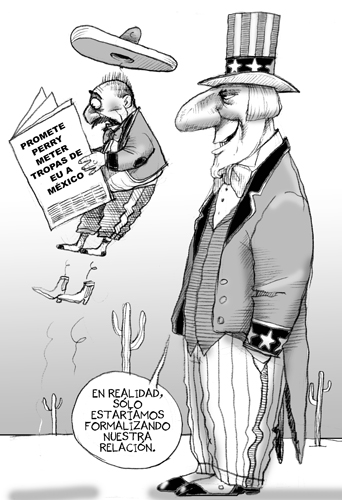 PROMETE
PERRY
METER
TROPAS DE
EU A
MÉXICO
EN REALIDAD,
SÓLO
ESTARÍAMOS
FORMALIZANDO
NUESTRA
RELACIÓN.